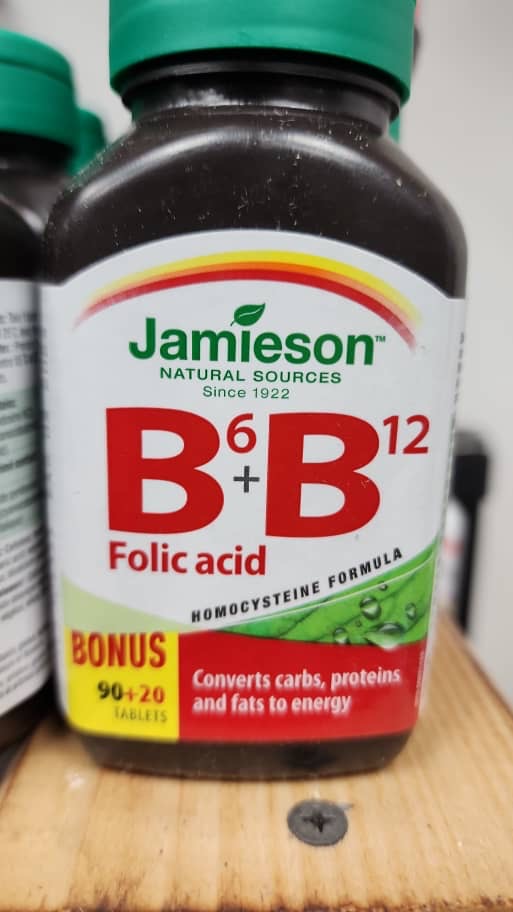 Jamieson™
NATURAL SOURCES
Since 1922
B6+B12
Folic acid
HOMOCYSTEINE FORMULA
BONUS
90+20
TABLETS
Converts carbs, proteins
and fats to energy